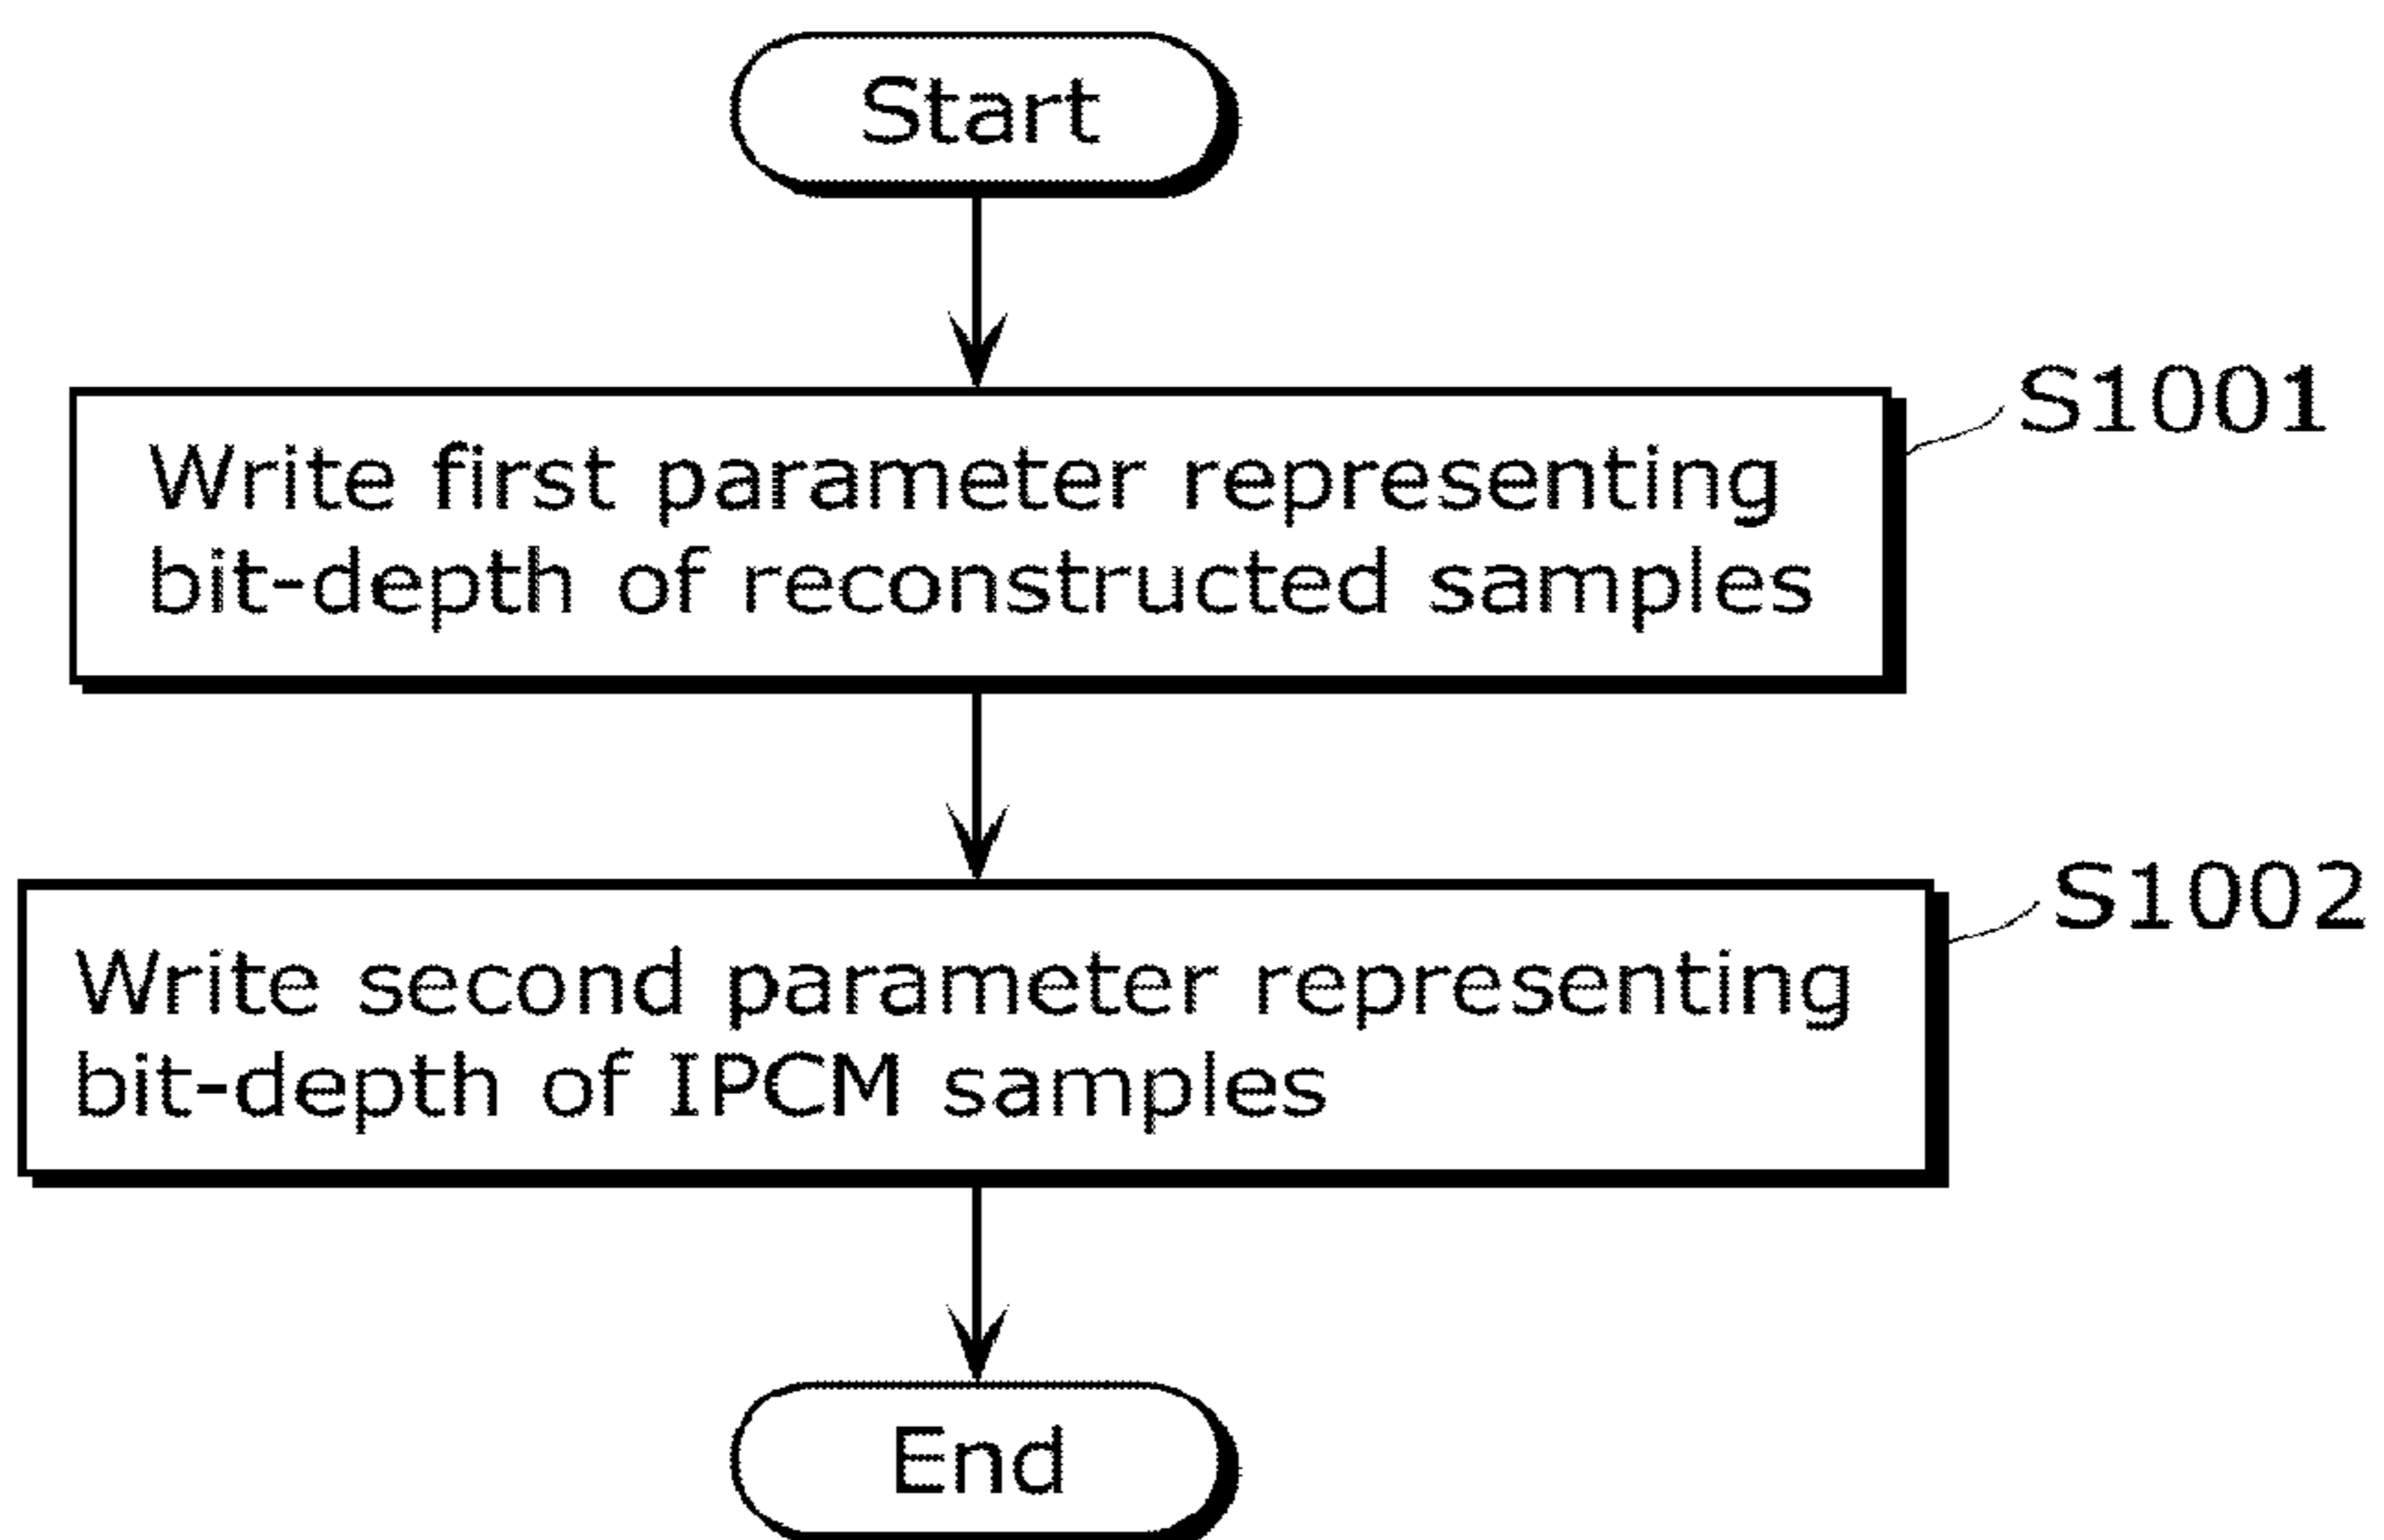 Start
S1001
Write first parameter representing
bit-depth of reconstructed samples
S1002
Write second parameter representing
bit-depth of IPCM samples
End